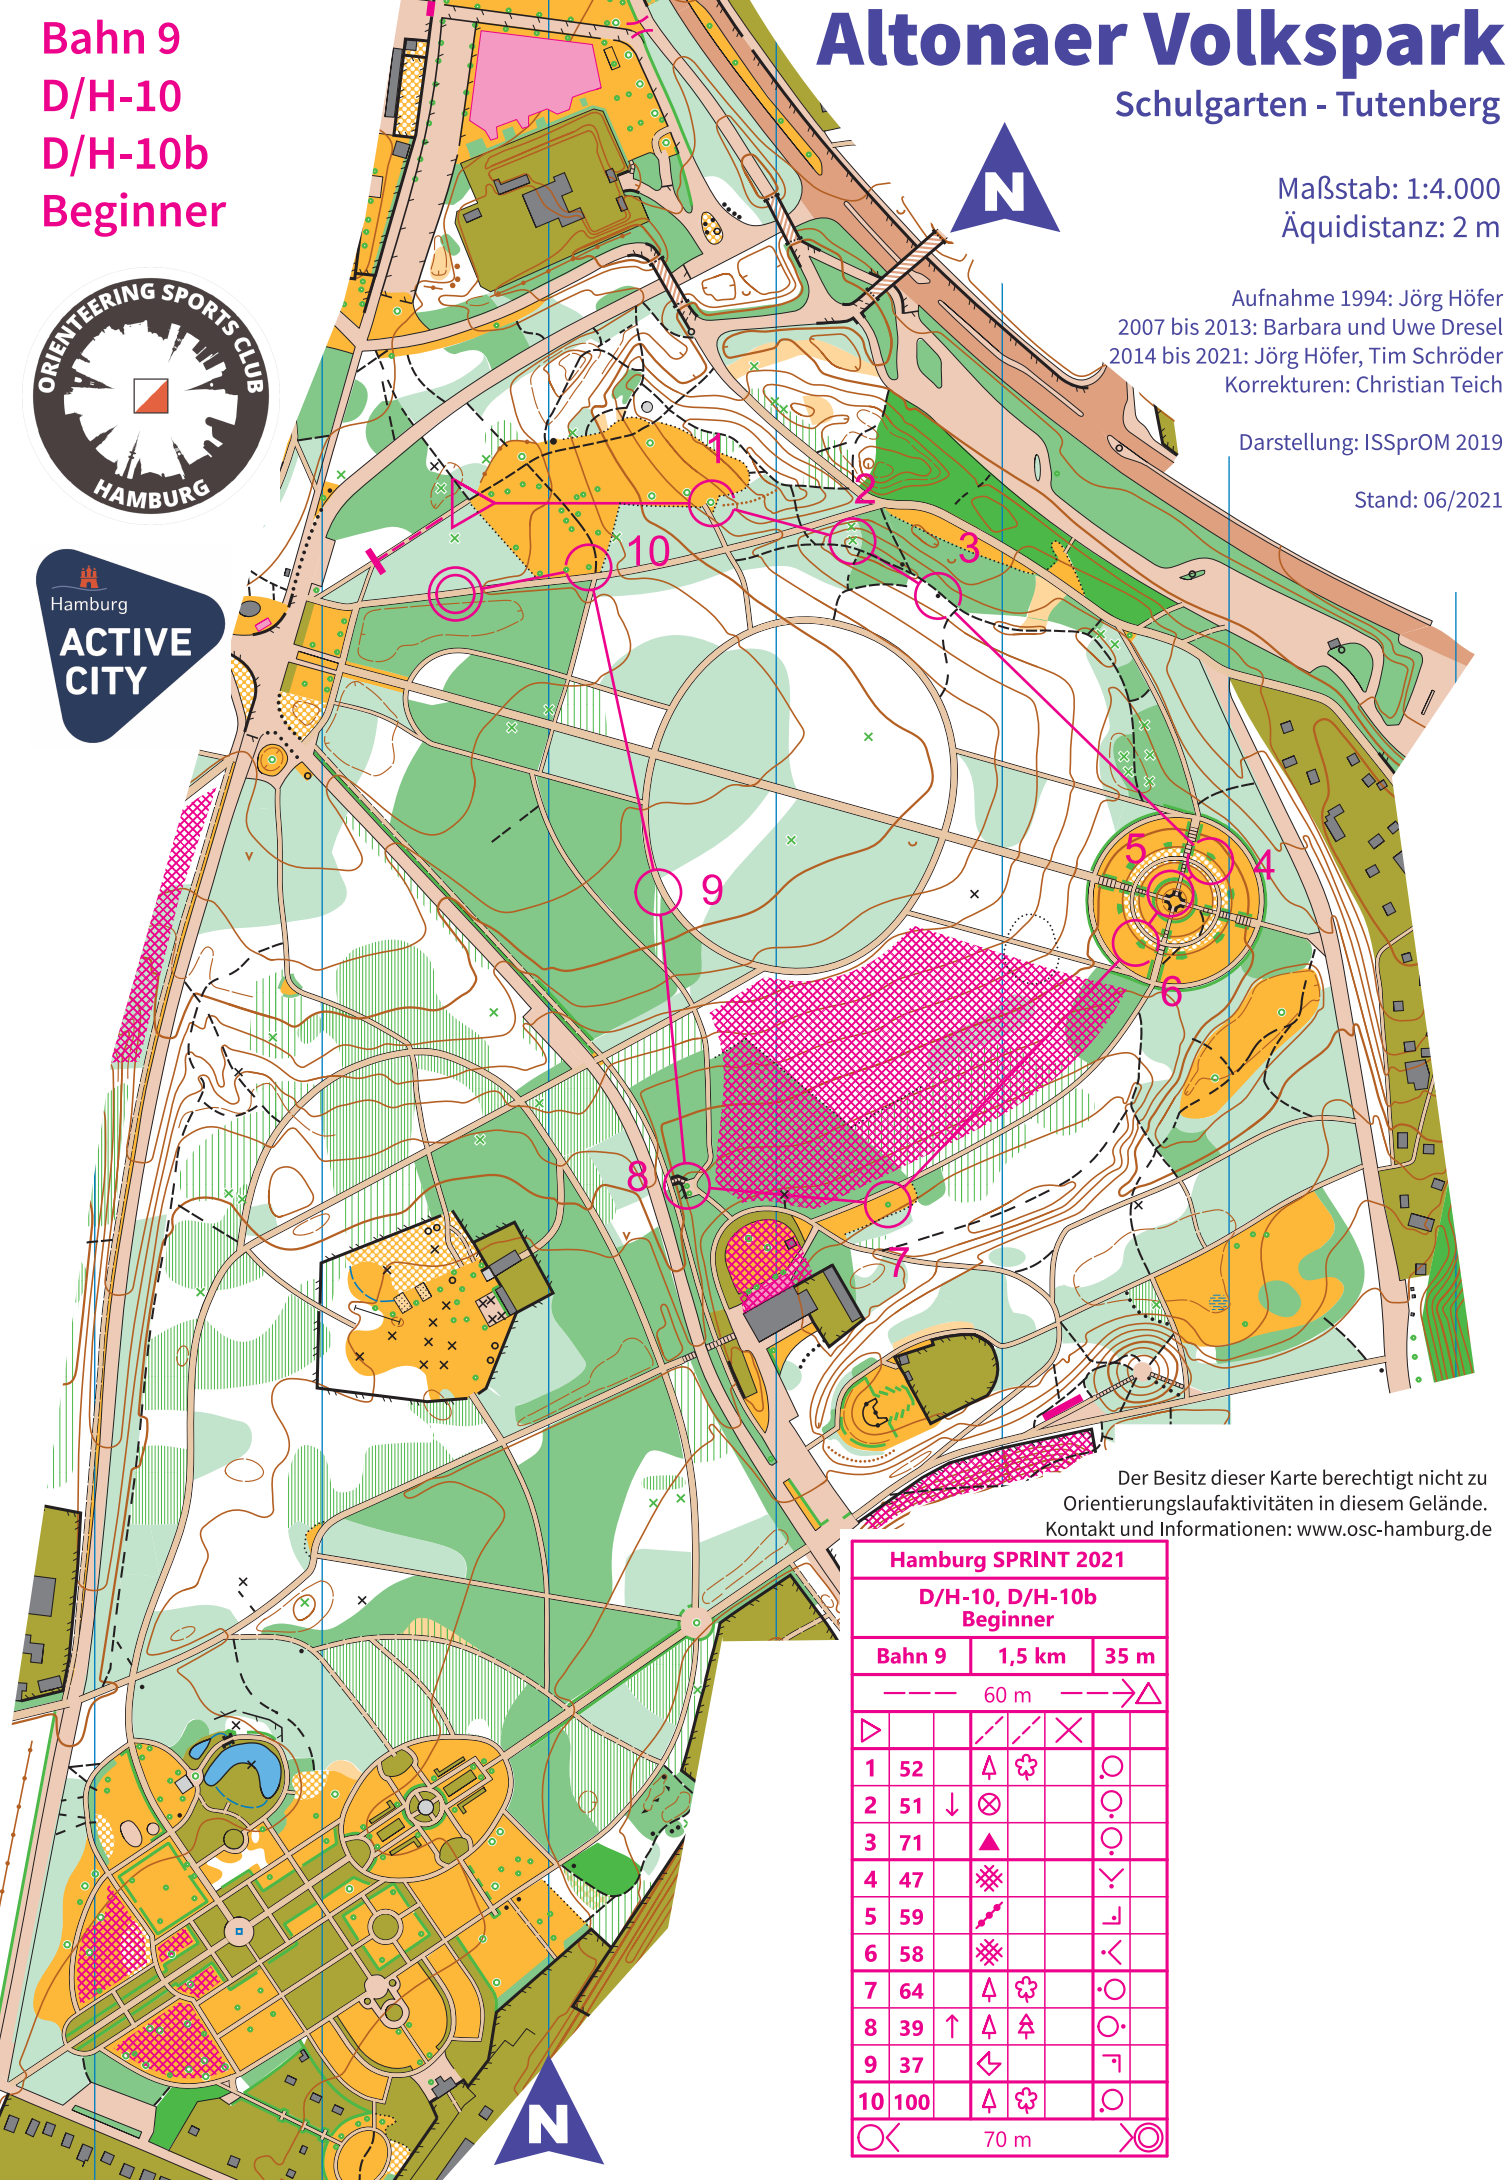 Bahn 9
D/H-10
D/H-10b
Beginner
Altonaer Volkspark
Schulgarten - Tutenberg
N
Maßstab: 1:4.000
Äquidistanz: 2 m
Aufnahme 1994: Jörg Höfer
2007 bis 2013: Barbara und Uwe Dresel
2014 bis 2021: Jörg Höfer, Tim Schröder
Korrekturen: Christian Teich
Darstellung: ISSprOM 2019
Stand: 06/2021
ORIENTEERING SPORTS CLUB
HAMBURG
Hamburg
ACTIVE
CITY
1
2
3
10
5
4
9
6
8
7
Der Besitz dieser Karte berechtigt nicht zu
Orientierungslaufaktivitäten in diesem Gelände.
Kontakt und Informationen: www.osc-hamburg.de
Hamburg SPRINT 2021
D/H-10, D/H-10b
Beginner
Bahn 9 1,5 km 35 m
60 m
1 52
2 51
3 71
4 47
5 59
6 58
7 64
8 39
9 37
10 100
70 m
N